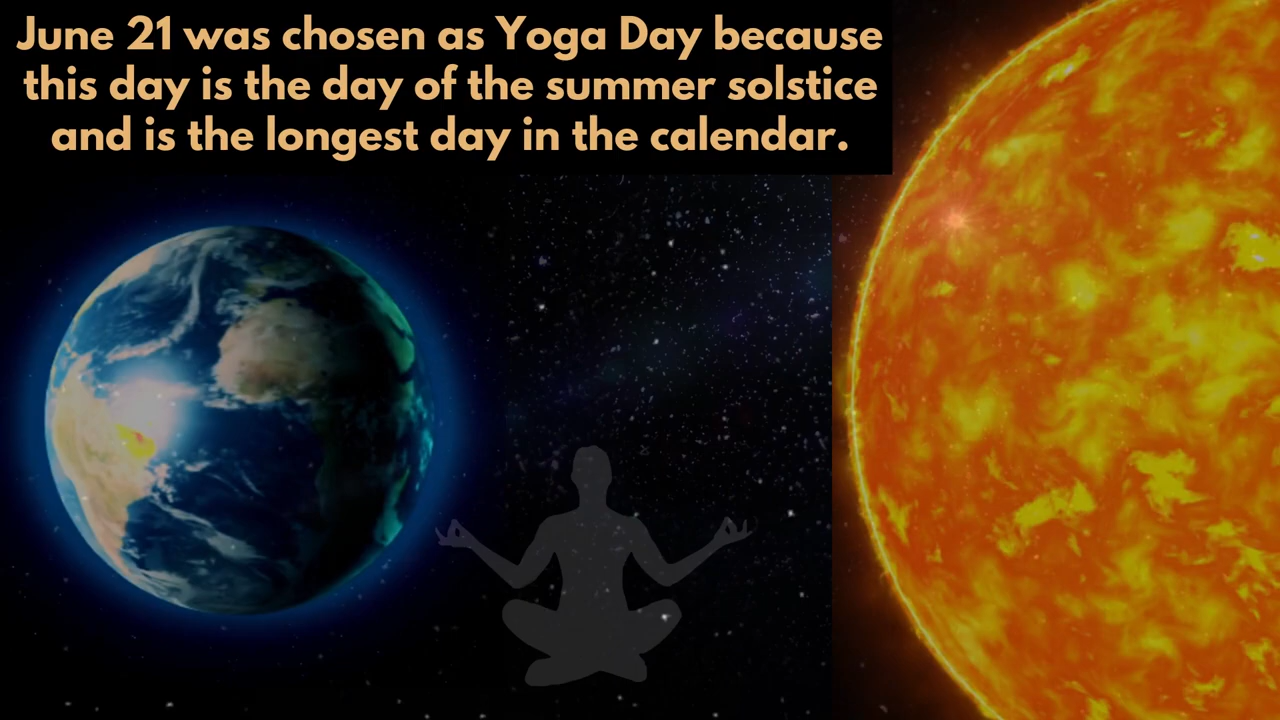 June 21 was chosen as Yoga Day because
this day is the day of the summer solstice
and is the longest day in the calendar.